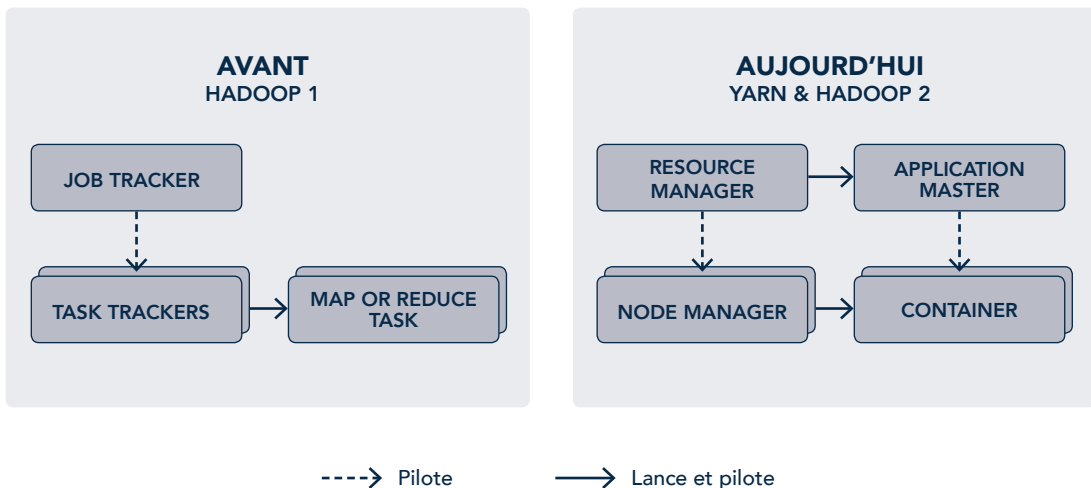 AVANT
HADOOP 1
JOB TRACKER
TASK TRACKERS
MAP OR REDUCE
TASK
AUJOURD'HUI
YARN & HADOOP 2
RESOURCE
MANAGER
APPLICATION
MASTER
NODE MANAGER
CONTAINER
Pilote
Lance et pilote